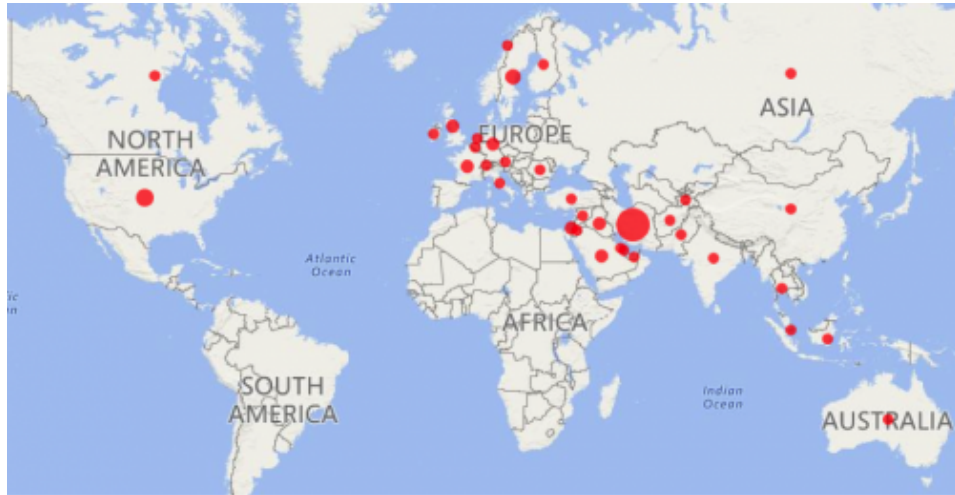 ASIA
NORTH
AMERICA
EUROPE
Atlantic
Ocean
AFRICA
SOUTH
AMERICA
Indian
Ocean
AUSTRALIA